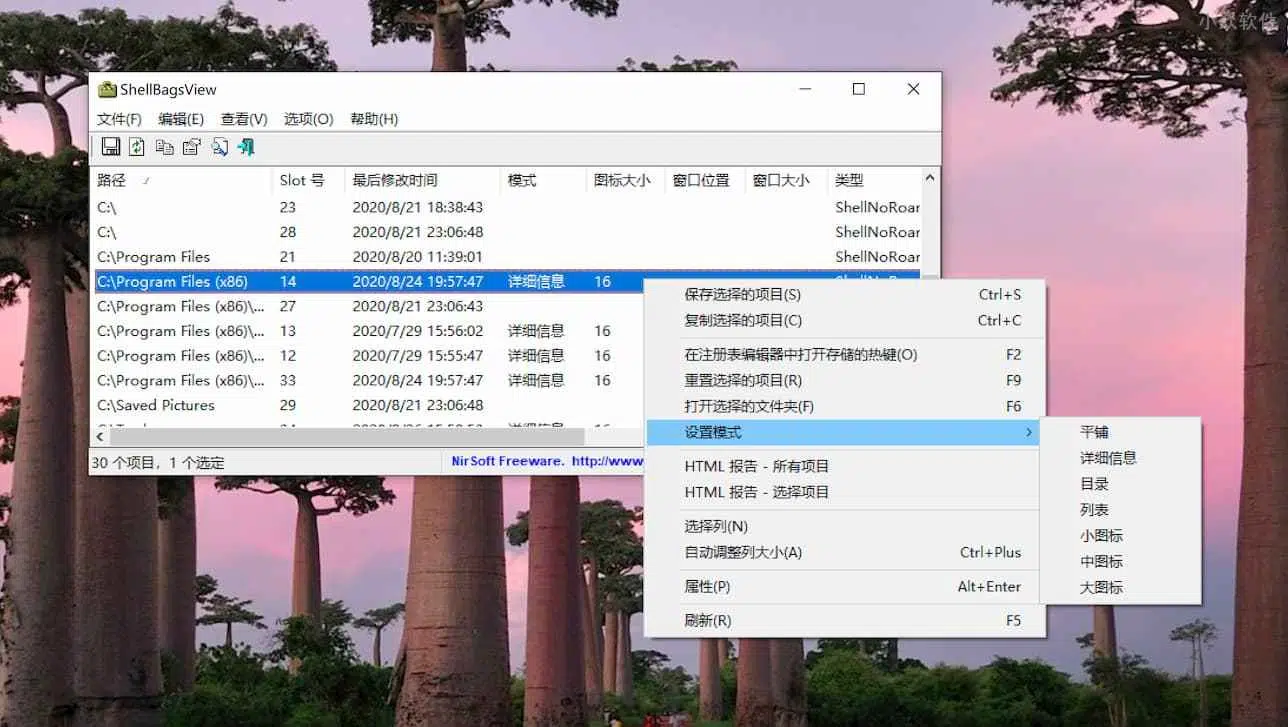 小众软件
ShellBagsView
文件(F) 编辑(E) 查看(V) 选项(O) 帮助(H)
路径 Slot 号 最后修改时间 模式 图标大小 窗口位置 窗口大小 类型
C:\ 23 2020/8/21 18:38:43 ShellNoRoar
C:\ 28 2020/8/21 23:06:48 ShellNoRoar
C:\Program Files 21 2020/8/20 11:39:01 ShellNoRoar
C:\Program Files (x86) 14 2020/8/24 19:57:47 详细信息 16
C:\Program Files (x86)\... 27 2020/8/21 23:06:43
C:\Program Files (x86)\... 13 2020/7/29 15:56:02 详细信息 16
C:\Program Files (x86)\... 12 2020/7/29 15:55:47 详细信息 16
C:\Program Files (x86)\... 33 2020/8/24 19:57:47 详细信息 16
C:\Saved Pictures 29 2020/8/21 23:06:48
30 个项目，1 个选定 NirSoft Freeware. http://www
保存选择的项目(S) Ctrl+S
复制选择的项目(C) Ctrl+C
在注册表编辑器中打开存储的热键(O) F2
重置选择的项目(R) F9
打开选择的文件夹(F) F6
设置模式
HTML 报告 - 所有项目
HTML 报告 - 选择项目
选择列(N)
自动调整列大小(A) Ctrl+Plus
属性(P) Alt+Enter
刷新(R) F5
平铺
详细信息
目录
列表
小图标
中图标
大图标